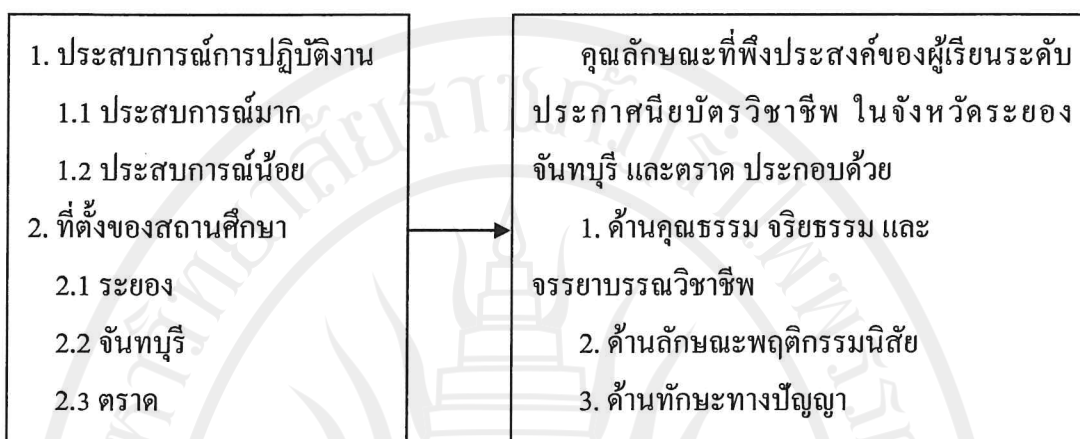 1. ประสบการณ์การปฏิบัติงาน
1.1 ประสบการณ์มาก
1.2 ประสบการณ์น้อย
2. ที่ตั้งของสถานศึกษา
2.1 ระยอง
2.2 จันทบุรี
2.3 ตราด
คุณลักษณะที่พึงประสงค์ของผู้เรียนระดับ
ประกาศนียบัตรวิชาชีพ ในจังหวัดระยอง
จันทบุรี และตราด ประกอบด้วย
1. ด้านคุณธรรม จริยธรรม และ
จรรยาบรรณวิชาชีพ
2. ด้านลักษณะพฤติกรรมนิสัย
3. ด้านทักษะทางปัญญา